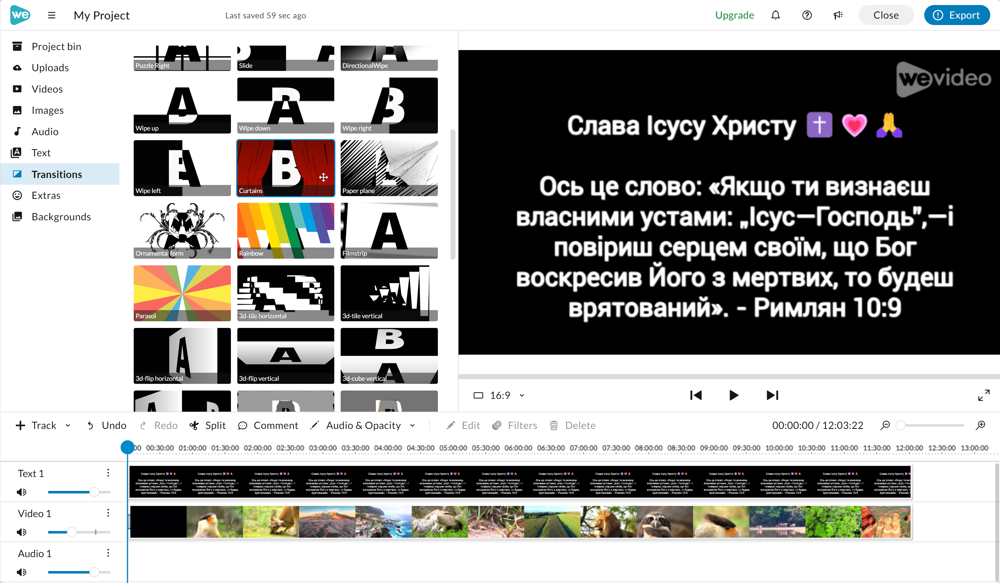 we
My Project
Last saved 59 sec ago
Upgrade
Close
Export
Project bin
Uploads
Videos
Images
Audio
Text
Transitions
Extras
Backgrounds
Puzzle Right
Slide
DirectionalWipe
Wipe up
Wipe down
Wipe right
Wipe left
Curtains
Paper plane
Ornamental form
Rainbow
Filmstrip
Parasol
3d-tile horizontal
3d-tile vertical
3d-flip horizontal
3d-flip vertical
3d-cube vertical
wevideo
Слава Ісусу Христу ✝️ 💗 🙏
Ось це слово: «Якщо ти визнаєш
власними устами: „Ісус—Господь",—і
повіриш серцем своїм, що Бог
воскресив Його з мертвих, то будеш
врятований». - Римлян 10:9
16:9
Track
Undo
Redo
Split
Comment
Audio & Opacity
Edit
Filters
Delete
00:00:00 / 12:03:22
00 00:30:00 01:00:00 01:30:00 02:00:00 02:30:00 03:00:00 03:30:00 04:00:00 04:30:00 05:00:00 05:30:00 06:00:00 06:30:00 07:00:00 07:30:00 08:00:00 08:30:00 09:00:00 09:30:00 10:00:00 10:30:00 11:00:00 11:30:00 12:00:00 12:30:00 13:00:00
Text 1
Video 1
Audio 1